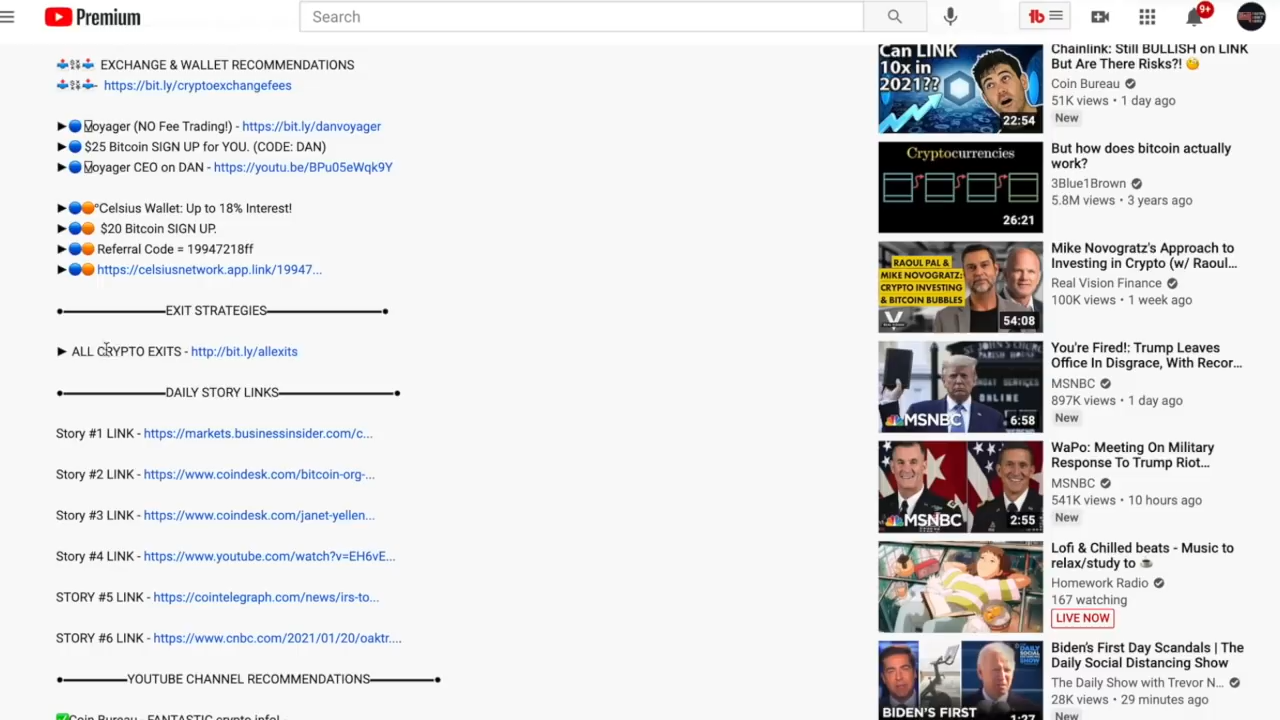 Premium
Search
9+
EXCHANGE & WALLET RECOMMENDATIONS
https://bit.ly/cryptoexchangefees
Voyager (NO Fee Trading!) - https://bit.ly/danvoyager
$25 Bitcoin SIGN UP for YOU. (CODE: DAN)
Voyager CEO on DAN - https://youtu.be/BPu05eWqk9Y
°Celsius Wallet: Up to 18% Interest!
$20 Bitcoin SIGN UP.
Referral Code = 19947218ff
https://celsiusnetwork.app.link/19947...
EXIT STRATEGIES
ALL CRYPTO EXITS - http://bit.ly/allexits
DAILY STORY LINKS
Story #1 LINK - https://markets.businessinsider.com/c...
Story #2 LINK - https://www.coindesk.com/bitcoin-org-...
Story #3 LINK - https://www.coindesk.com/janet-yellen...
Story #4 LINK - https://www.youtube.com/watch?v=EH6vE...
STORY #5 LINK - https://cointelegraph.com/news/irs-to...
STORY #6 LINK - https://www.cnbc.com/2021/01/20/oaktr....
YOUTUBE CHANNEL RECOMMENDATIONS
Coin Bureau - FANTASTIC crypto info! -
Can LINK
10x in
2021??
22:54
Chainlink: Still BULLISH on LINK
But Are There Risks?!
Coin Bureau
51K views • 1 day ago
New
Cryptocurrencies
26:21
But how does bitcoin actually
work?
3Blue1Brown
5.8M views • 3 years ago
RAOUL PAL &
MIKE NOVOGRATZ:
CRYPTO INVESTING
& BITCOIN BUBBLES
54:08
Mike Novogratz's Approach to
Investing in Crypto (w/ Raoul...
Real Vision Finance
100K views • 1 week ago
ONLINE
MSNBC
6:58
You're Fired!: Trump Leaves
Office In Disgrace, With Recor...
MSNBC
897K views • 1 day ago
New
MSNBC
2:55
WaPo: Meeting On Military
Response To Trump Riot...
MSNBC
541K views • 10 hours ago
New
Lofi & Chilled beats - Music to
relax/study to
Homework Radio
167 watching
LIVE NOW
BIDEN'S FIRST
1:27
Biden's First Day Scandals | The
Daily Social Distancing Show
The Daily Show with Trevor N...
28K views • 29 minutes ago
New